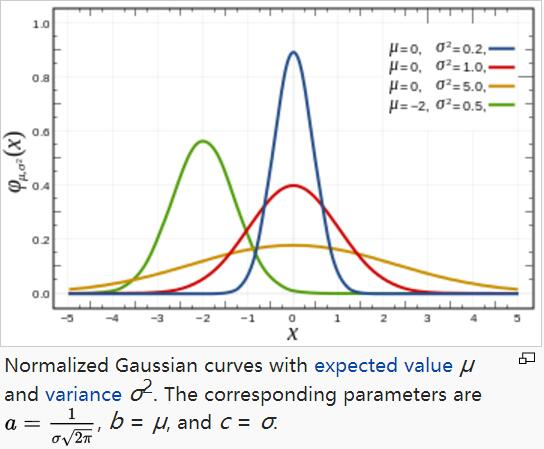 1.0
0.8
0.6
0.4
0.2
0.0
φμ,σ²(x)
μ=0, σ²=0.2,
μ=0, σ²=1.0,
μ=0, σ²=5.0,
μ=−2, σ²=0.5,
−5 −4 −3 −2 −1 0 1 2 3 4 5
x
Normalized Gaussian curves with expected value μ
and variance σ². The corresponding parameters are
a = 1/(σ√2π), b = μ, and c = σ.